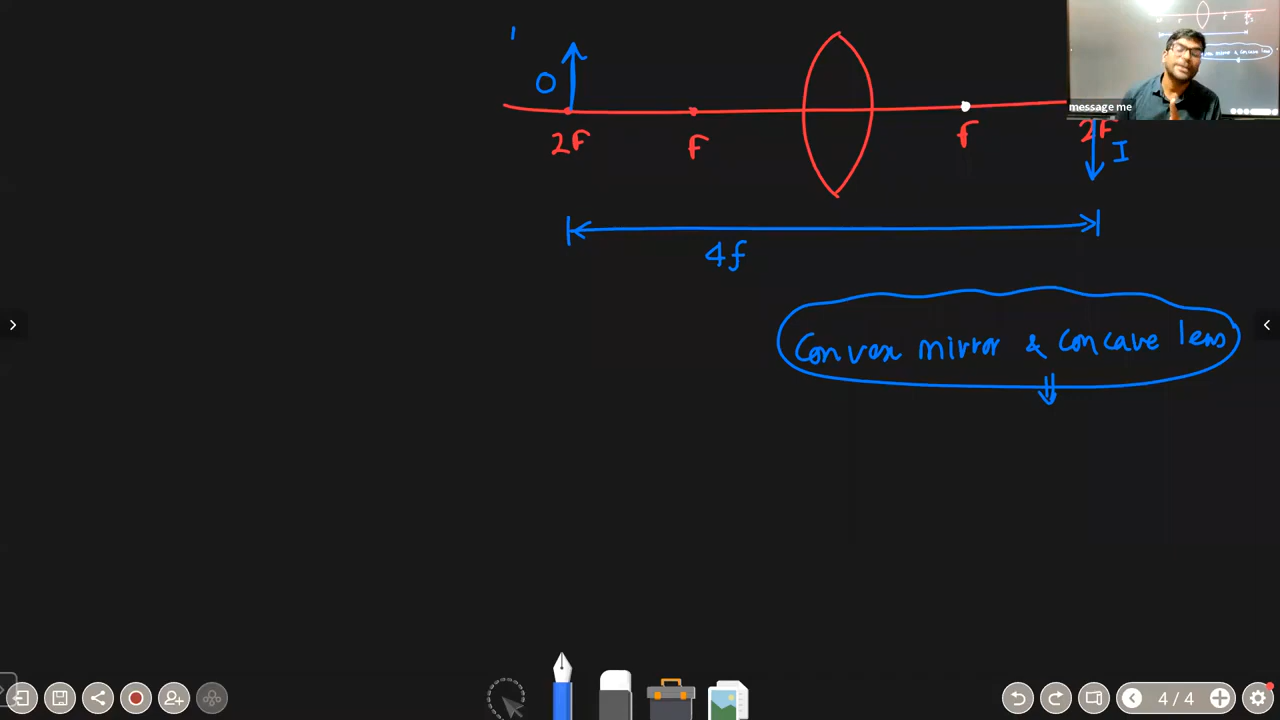 O
2F
F
f
2F
I
message me
4f
Convex mirror & concave lens
4/4